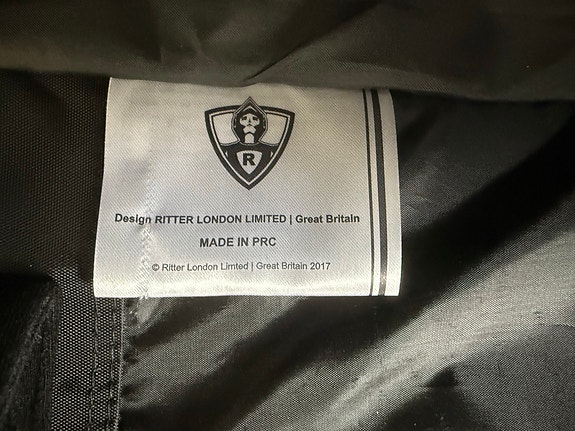 R
Design RITTER LONDON LIMITED | Great Britain
MADE IN PRC
© Ritter London Limted | Great Britain 2017